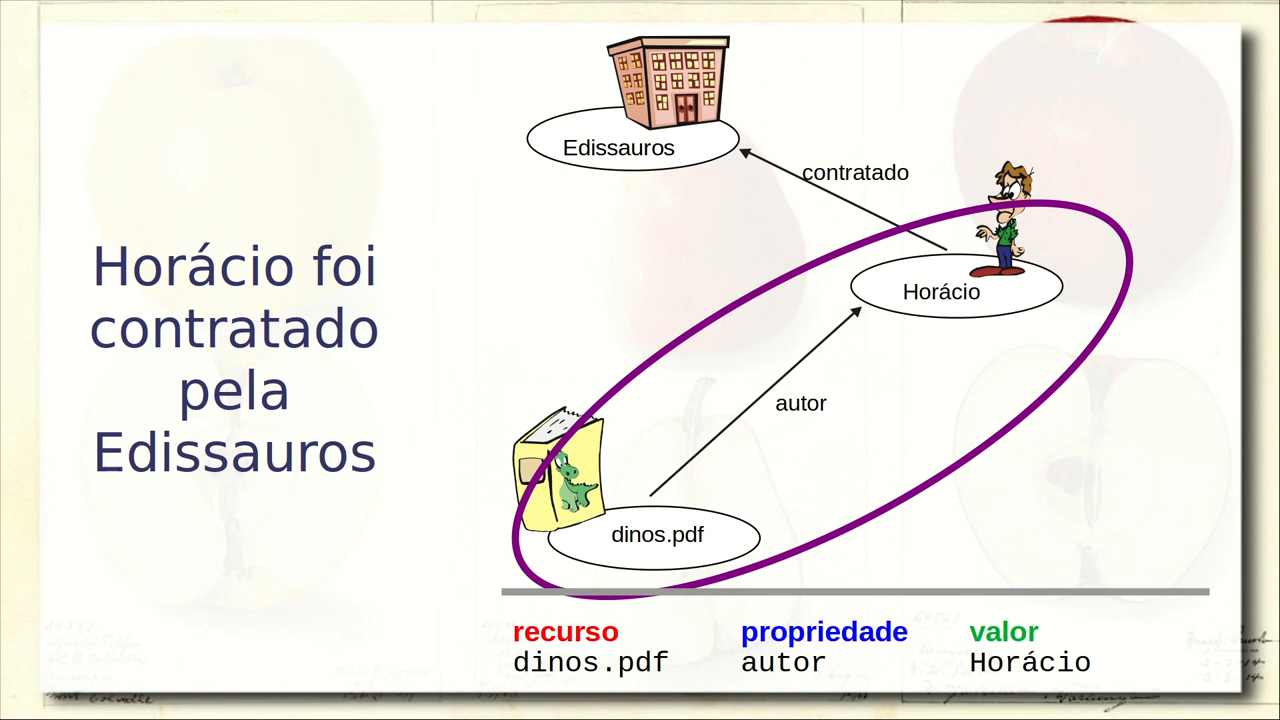 Horácio foi
contratado
pela
Edissauros
Edissauros
contratado
Horácio
autor
dinos.pdf
recurso propriedade valor
dinos.pdf autor Horácio